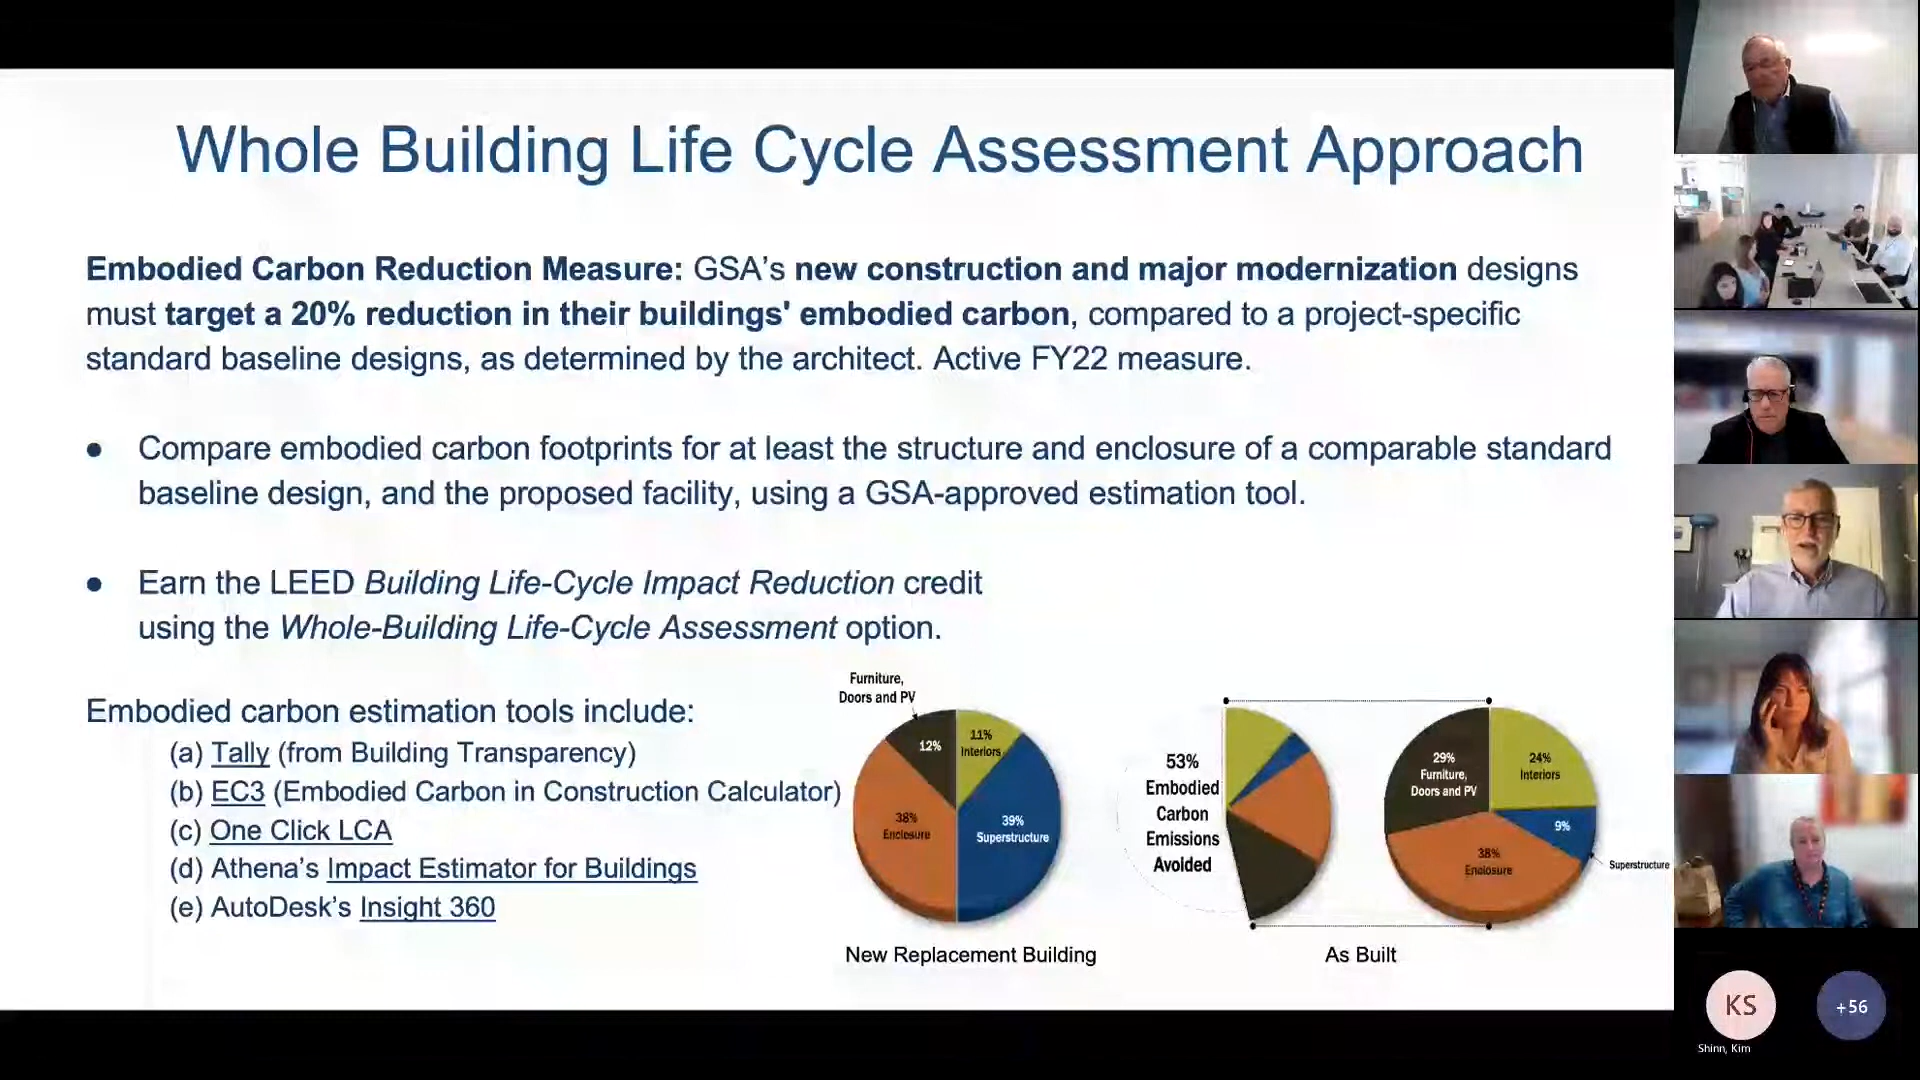 Whole Building Life Cycle Assessment Approach
Embodied Carbon Reduction Measure: GSA's new construction and major modernization designs
must target a 20% reduction in their buildings' embodied carbon, compared to a project-specific
standard baseline designs, as determined by the architect. Active FY22 measure.
● Compare embodied carbon footprints for at least the structure and enclosure of a comparable standard
baseline design, and the proposed facility, using a GSA-approved estimation tool.
● Earn the LEED Building Life-Cycle Impact Reduction credit
using the Whole-Building Life-Cycle Assessment option.
Embodied carbon estimation tools include:
(a) Tally (from Building Transparency)
(b) EC3 (Embodied Carbon in Construction Calculator)
(c) One Click LCA
(d) Athena's Impact Estimator for Buildings
(e) AutoDesk's Insight 360
Furniture,
Doors and PV
12%
11%
Interiors
38%
Enclosure
39%
Superstructure
New Replacement Building
53%
Embodied
Carbon
Emissions
Avoided
29%
Furniture,
Doors and PV
24%
Interiors
9%
Superstructure
38%
Enclosure
As Built
KS
+56
Shinn, Kim